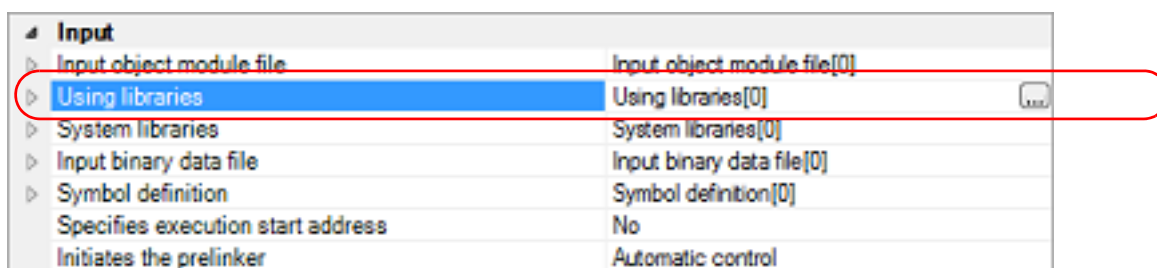 Input
Input object module file Input object module file[0]
Using libraries Using libraries[0] ...
System libraries System libraries[0]
Input binary data file Input binary data file[0]
Symbol definition Symbol definition[0]
Specifies execution start address No
Initiates the prelinker Automatic control